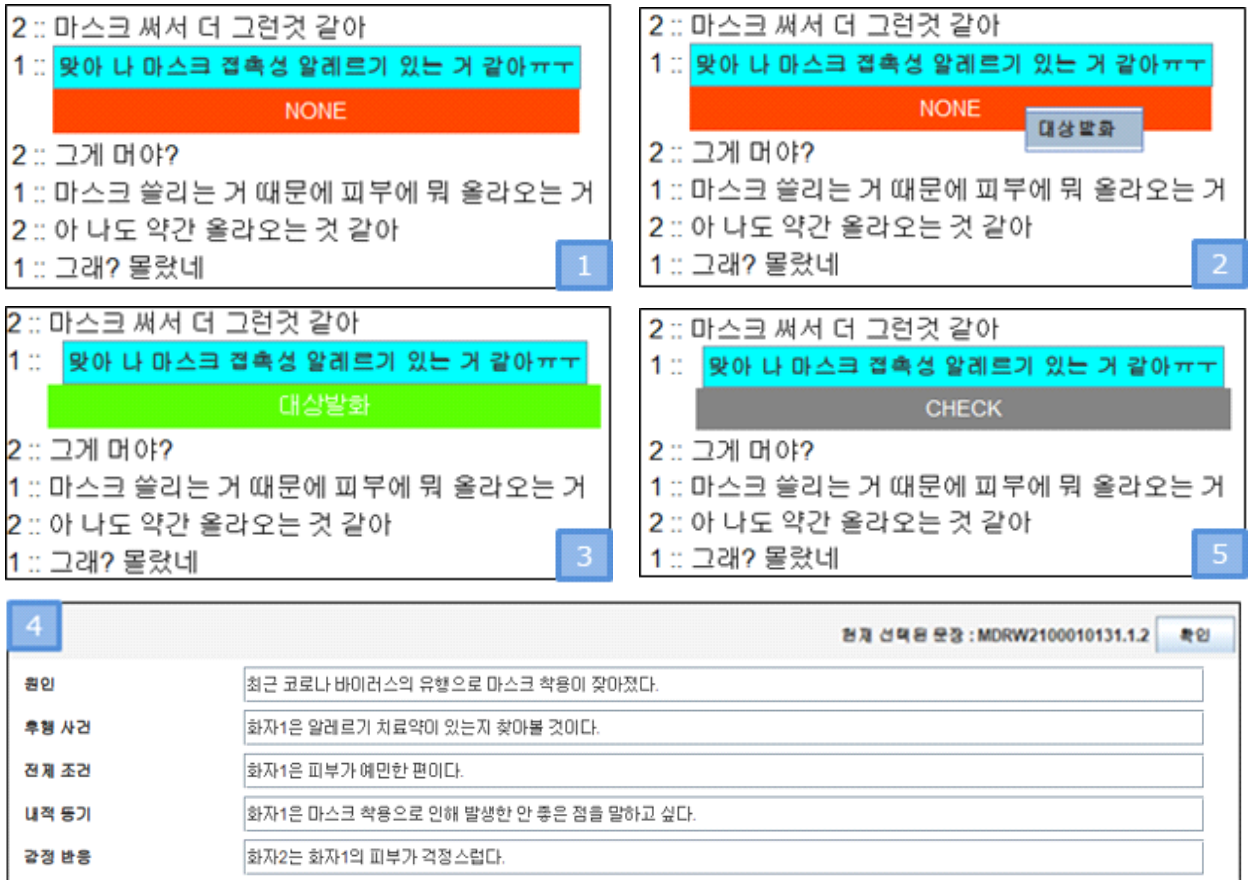 2 :: 마스크 써서 더 그런것 같아
1 :: 맞아 나 마스크 접촉성 알레르기 있는 거 같아ㅠㅜ
NONE
2 :: 그게 머야?
1 :: 마스크 쓸리는 거 때문에 피부에 뭐 올라오는 거
2 :: 아 나도 약간 올라오는 것 같아
1 :: 그래? 몰랐네
1
2 :: 마스크 써서 더 그런것 같아
1 :: 맞아 나 마스크 접촉성 알레르기 있는 거 같아ㅠㅜ
NONE
대상발화
2 :: 그게 머야?
1 :: 마스크 쓸리는 거 때문에 피부에 뭐 올라오는 거
2 :: 아 나도 약간 올라오는 것 같아
1 :: 그래? 몰랐네
2
2 :: 마스크 써서 더 그런것 같아
1 :: 맞아 나 마스크 접촉성 알레르기 있는 거 같아ㅠㅜ
대상발화
2 :: 그게 머야?
1 :: 마스크 쓸리는 거 때문에 피부에 뭐 올라오는 거
2 :: 아 나도 약간 올라오는 것 같아
1 :: 그래? 몰랐네
3
2 :: 마스크 써서 더 그런것 같아
1 :: 맞아 나 마스크 접촉성 알레르기 있는 거 같아ㅠㅜ
CHECK
2 :: 그게 머야?
1 :: 마스크 쓸리는 거 때문에 피부에 뭐 올라오는 거
2 :: 아 나도 약간 올라오는 것 같아
1 :: 그래? 몰랐네
5
4
현재 선택된 문장 : MDRW2100010131.1.2 확인
원인 최근 코로나 바이러스의 유행으로 마스크 착용이 잦아졌다.
후행 사건 화자1은 알레르기 치료약이 있는지 찾아볼 것이다.
전제 조건 화자1은 피부가 예민한 편이다.
내적 동기 화자1은 마스크 착용으로 인해 발생한 안 좋은 점을 말하고 싶다.
감정 반응 화자2는 화자1의 피부가 걱정스럽다.